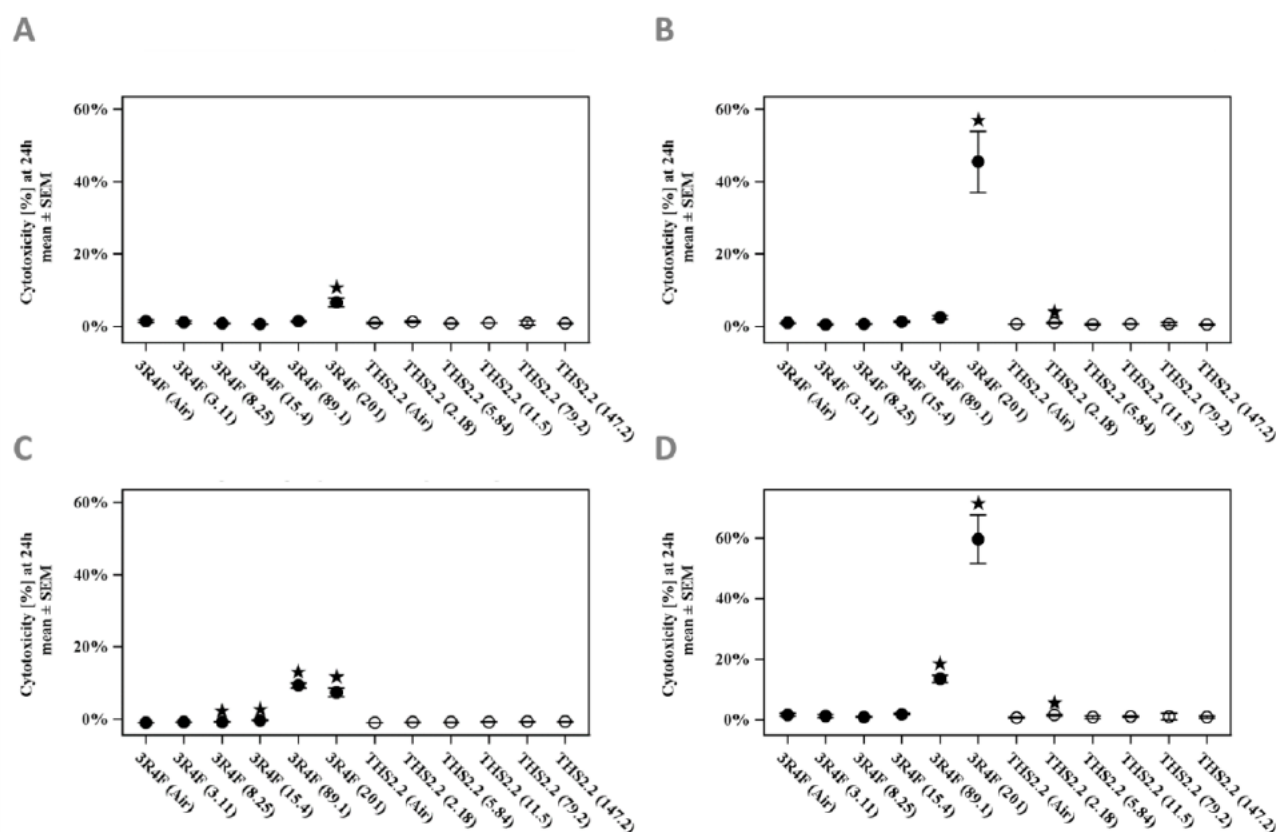 A
B
Cytotoxicity [%] at 24h
mean ± SEM
60%
40%
20%
0%
3R4F (Air)
3R4F (3.11)
3R4F (8.25)
3R4F (15.4)
3R4F (89.1)
3R4F (201)
THS2.2 (Air)
THS2.2 (2.18)
THS2.2 (5.84)
THS2.2 (11.5)
THS2.2 (79.2)
THS2.2 (147.2)
Cytotoxicity [%] at 24h
mean ± SEM
60%
40%
20%
0%
3R4F (Air)
3R4F (3.11)
3R4F (8.25)
3R4F (15.4)
3R4F (89.1)
3R4F (201)
THS2.2 (Air)
THS2.2 (2.18)
THS2.2 (5.84)
THS2.2 (11.5)
THS2.2 (79.2)
THS2.2 (147.2)
C
D
Cytotoxicity [%] at 24h
mean ± SEM
60%
40%
20%
0%
3R4F (Air)
3R4F (3.11)
3R4F (8.25)
3R4F (15.4)
3R4F (89.1)
3R4F (201)
THS2.2 (Air)
THS2.2 (2.18)
THS2.2 (5.84)
THS2.2 (11.5)
THS2.2 (79.2)
THS2.2 (147.2)
Cytotoxicity [%] at 24h
mean ± SEM
60%
40%
20%
0%
3R4F (Air)
3R4F (3.11)
3R4F (8.25)
3R4F (15.4)
3R4F (89.1)
3R4F (201)
THS2.2 (Air)
THS2.2 (2.18)
THS2.2 (5.84)
THS2.2 (11.5)
THS2.2 (79.2)
THS2.2 (147.2)